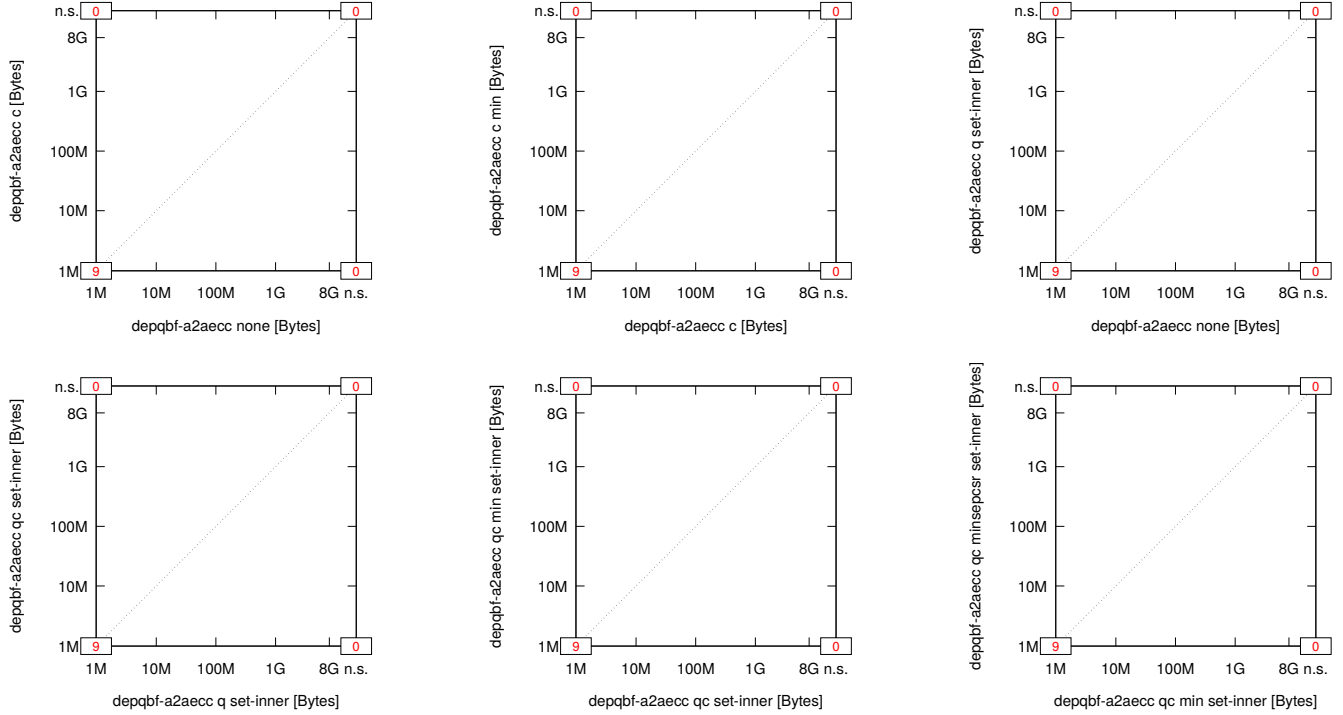 n.s. 0 0
8G
1G
100M
10M
1M 9 0
1M 10M 100M 1G 8G n.s.
depqbf-a2aecc none [Bytes]
depqbf-a2aecc c [Bytes]
n.s. 0 0
8G
1G
100M
10M
1M 9 0
1M 10M 100M 1G 8G n.s.
depqbf-a2aecc c [Bytes]
depqbf-a2aecc c min [Bytes]
n.s. 0 0
8G
1G
100M
10M
1M 9 0
1M 10M 100M 1G 8G n.s.
depqbf-a2aecc none [Bytes]
depqbf-a2aecc q set-inner [Bytes]
n.s. 0 0
8G
1G
100M
10M
1M 9 0
1M 10M 100M 1G 8G n.s.
depqbf-a2aecc q set-inner [Bytes]
depqbf-a2aecc qc set-inner [Bytes]
n.s. 0 0
8G
1G
100M
10M
1M 9 0
1M 10M 100M 1G 8G n.s.
depqbf-a2aecc qc set-inner [Bytes]
depqbf-a2aecc qc min set-inner [Bytes]
n.s. 0 0
8G
1G
100M
10M
1M 9 0
1M 10M 100M 1G 8G n.s.
depqbf-a2aecc qc min set-inner [Bytes]
depqbf-a2aecc qc minsepcsr set-inner [Bytes]